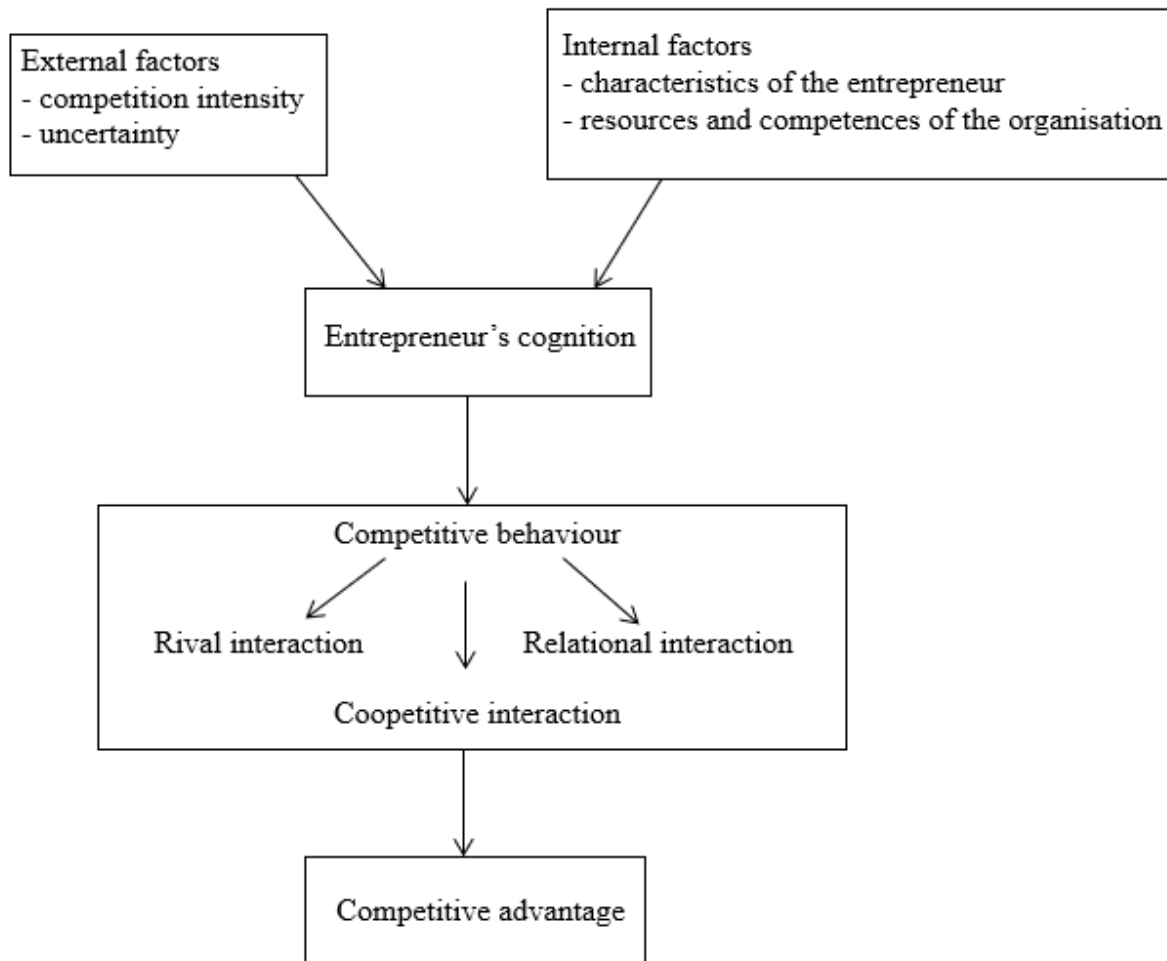 External factors
- competition intensity
- uncertainty
Internal factors
- characteristics of the entrepreneur
- resources and competences of the organisation
Entrepreneur’s cognition
Competitive behaviour
Rival interaction
Relational interaction
Coopetitive interaction
Competitive advantage